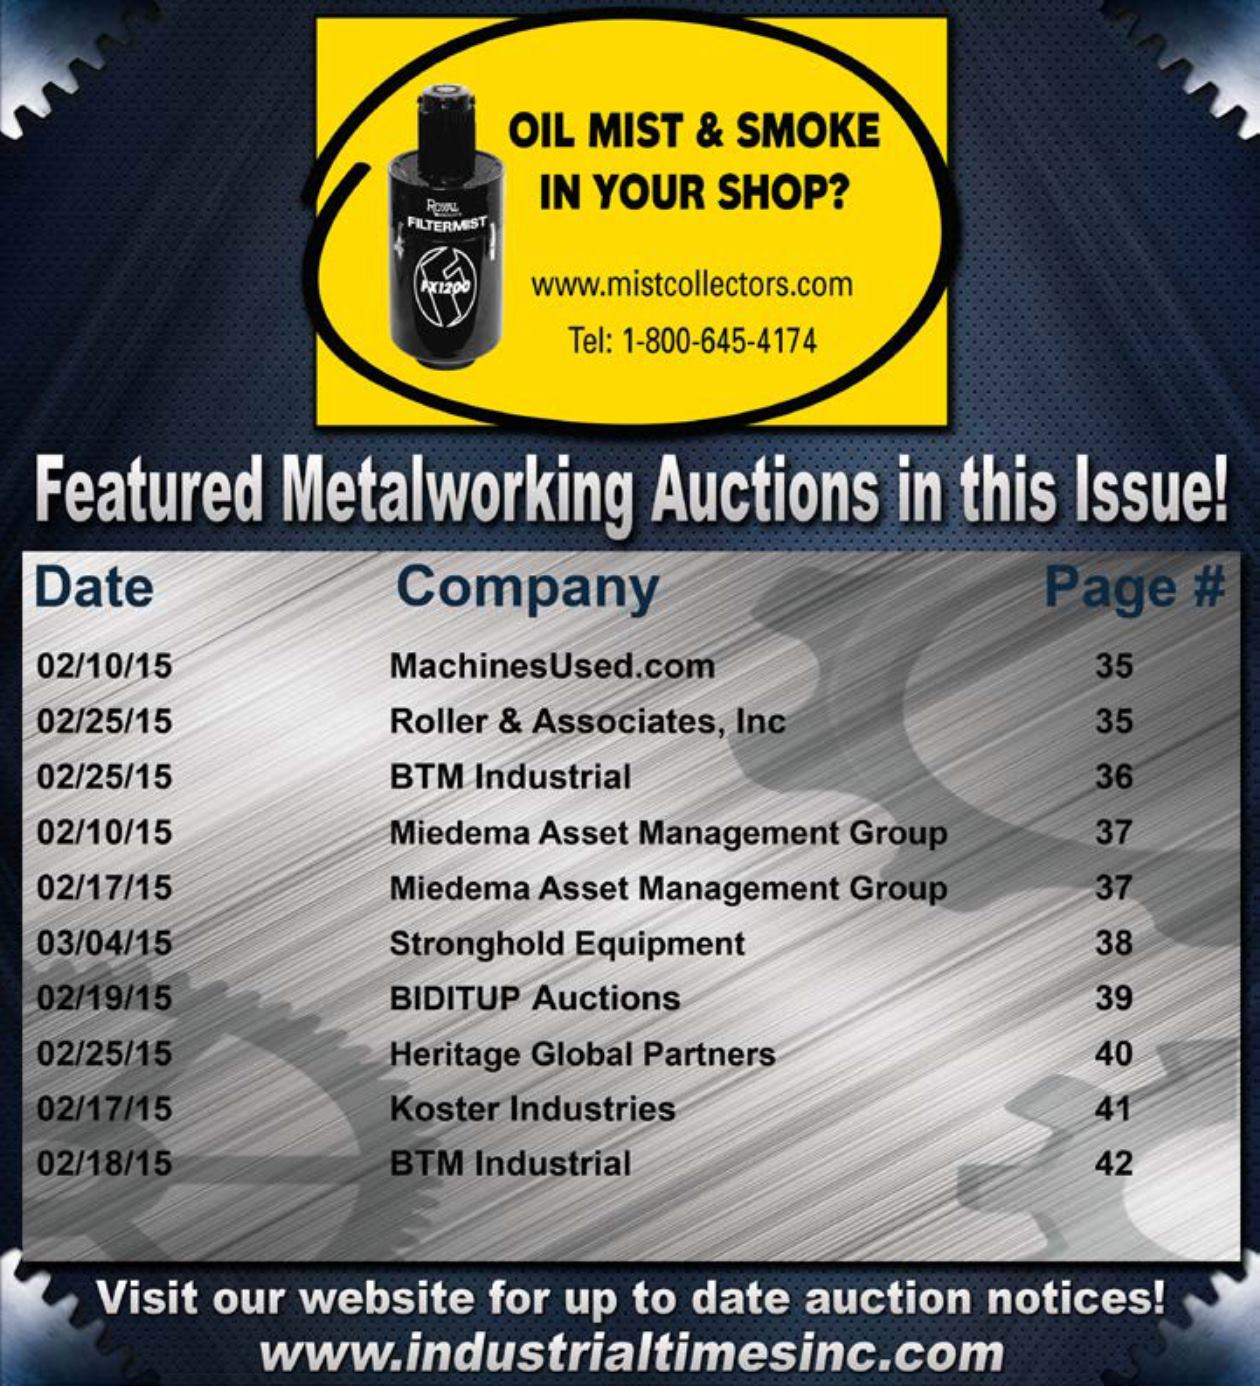 OIL MIST & SMOKE
IN YOUR SHOP?
ROYAL
FILTERMIST
FX1200
www.mistcollectors.com
Tel: 1-800-645-4174
Featured Metalworking Auctions in this Issue!
Date Company Page #
02/10/15 MachinesUsed.com 35
02/25/15 Roller & Associates, Inc 35
02/25/15 BTM Industrial 36
02/10/15 Miedema Asset Management Group 37
02/17/15 Miedema Asset Management Group 37
03/04/15 Stronghold Equipment 38
02/19/15 BIDITUP Auctions 39
02/25/15 Heritage Global Partners 40
02/17/15 Koster Industries 41
02/18/15 BTM Industrial 42
Visit our website for up to date auction notices!
www.industrialtimesinc.com